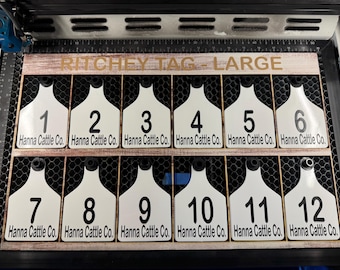 RITCHEY TAG - LARGE
1 2 3 4 5 6
Hanna Cattle Co. Hanna Cattle Co. Hanna Cattle Co. Hanna Cattle Co. Hanna Cattle Co. Hanna Cattle Co.
7 8 9 10 11 12
Hanna Cattle Co. Hanna Cattle Co. Hanna Cattle Co. Hanna Cattle Co. Hanna Cattle Co. Hanna Cattle Co.